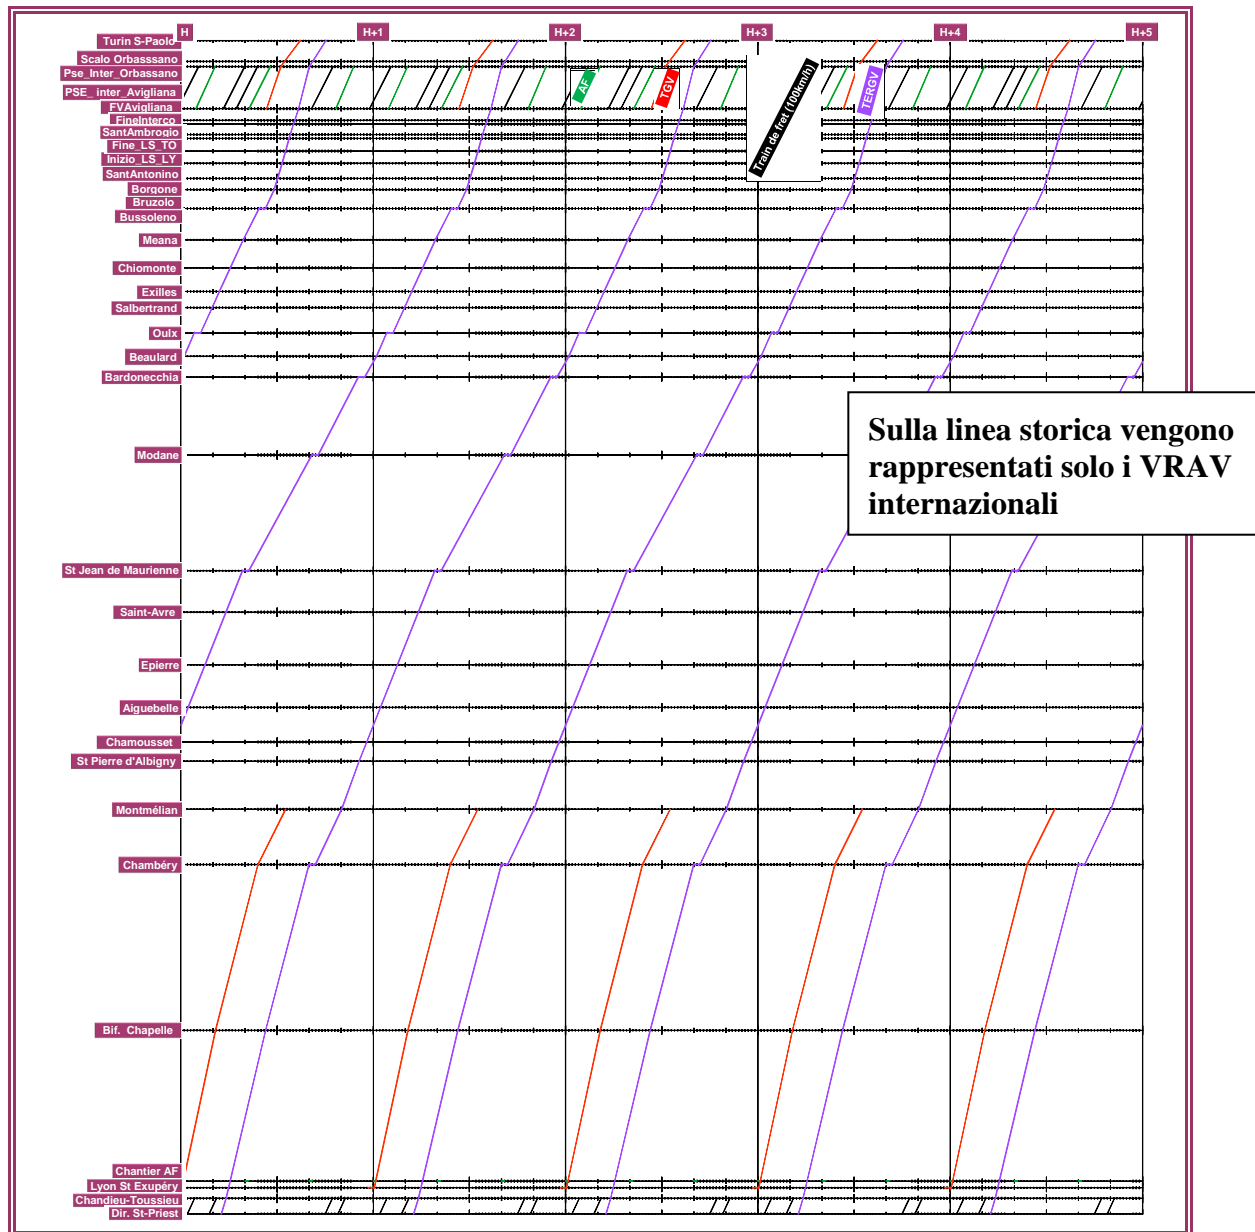 H
H+1
H+2
H+3
H+4
H+5
Turin S-Paolo
Scalo Orbasssano
Pse_Inter_Orbassano
PSE_ inter_Avigliana
FVAvigliana
FineInterco
SantAmbrogio
Fine_LS_TO
Inizio_LS_LY
SantAntonino
Borgone
Bruzolo
Bussoleno
Meana
Chiomonte
Exilles
Salbertrand
Oulx
Beaulard
Bardonecchia
Modane
St Jean de Maurienne
Saint-Avre
Epierre
Aiguebelle
Chamousset
St Pierre d'Albigny
Montmélian
Chambéry
Bif. Chapelle
Chantier AF
Lyon St Exupéry
Chandieu-Toussieu
Dir. St-Priest
AF
TGV
Train de fret (100km/h)
TERGV
Sulla linea storica vengono
rappresentati solo i VRAV
internazionali